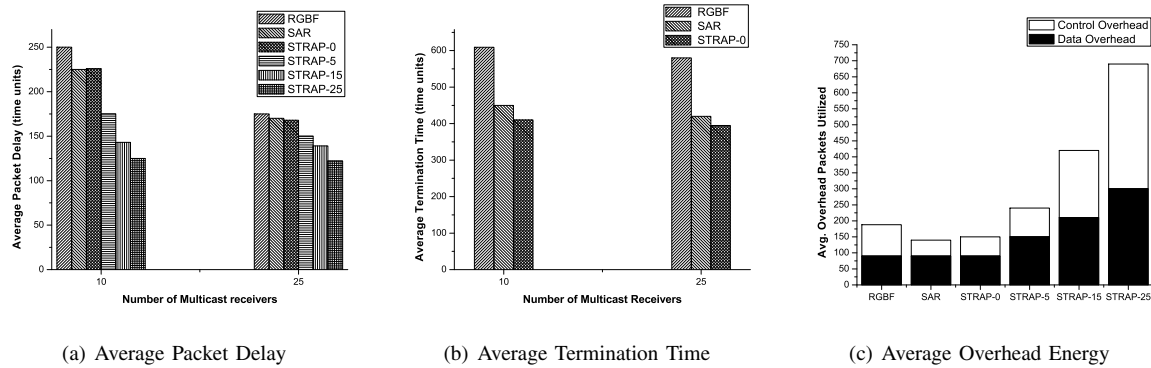 RGBF
SAR
STRAP-0
STRAP-5
STRAP-15
STRAP-25
250
200
150
100
50
0
10
25
Average Packet Delay (time units)
Number of Multicast receivers
(a) Average Packet Delay
RGBF
SAR
STRAP-0
600
500
400
300
200
100
0
10
25
Average Termination Time (time units)
Number of Multicast Receivers
(b) Average Termination Time
Control Overhead
Data Overhead
750
700
650
600
550
500
450
400
350
300
250
200
150
100
50
0
RGBF
SAR
STRAP-0
STRAP-5
STRAP-15
STRAP-25
Avg. Overhead Packets Utilized
(c) Average Overhead Energy